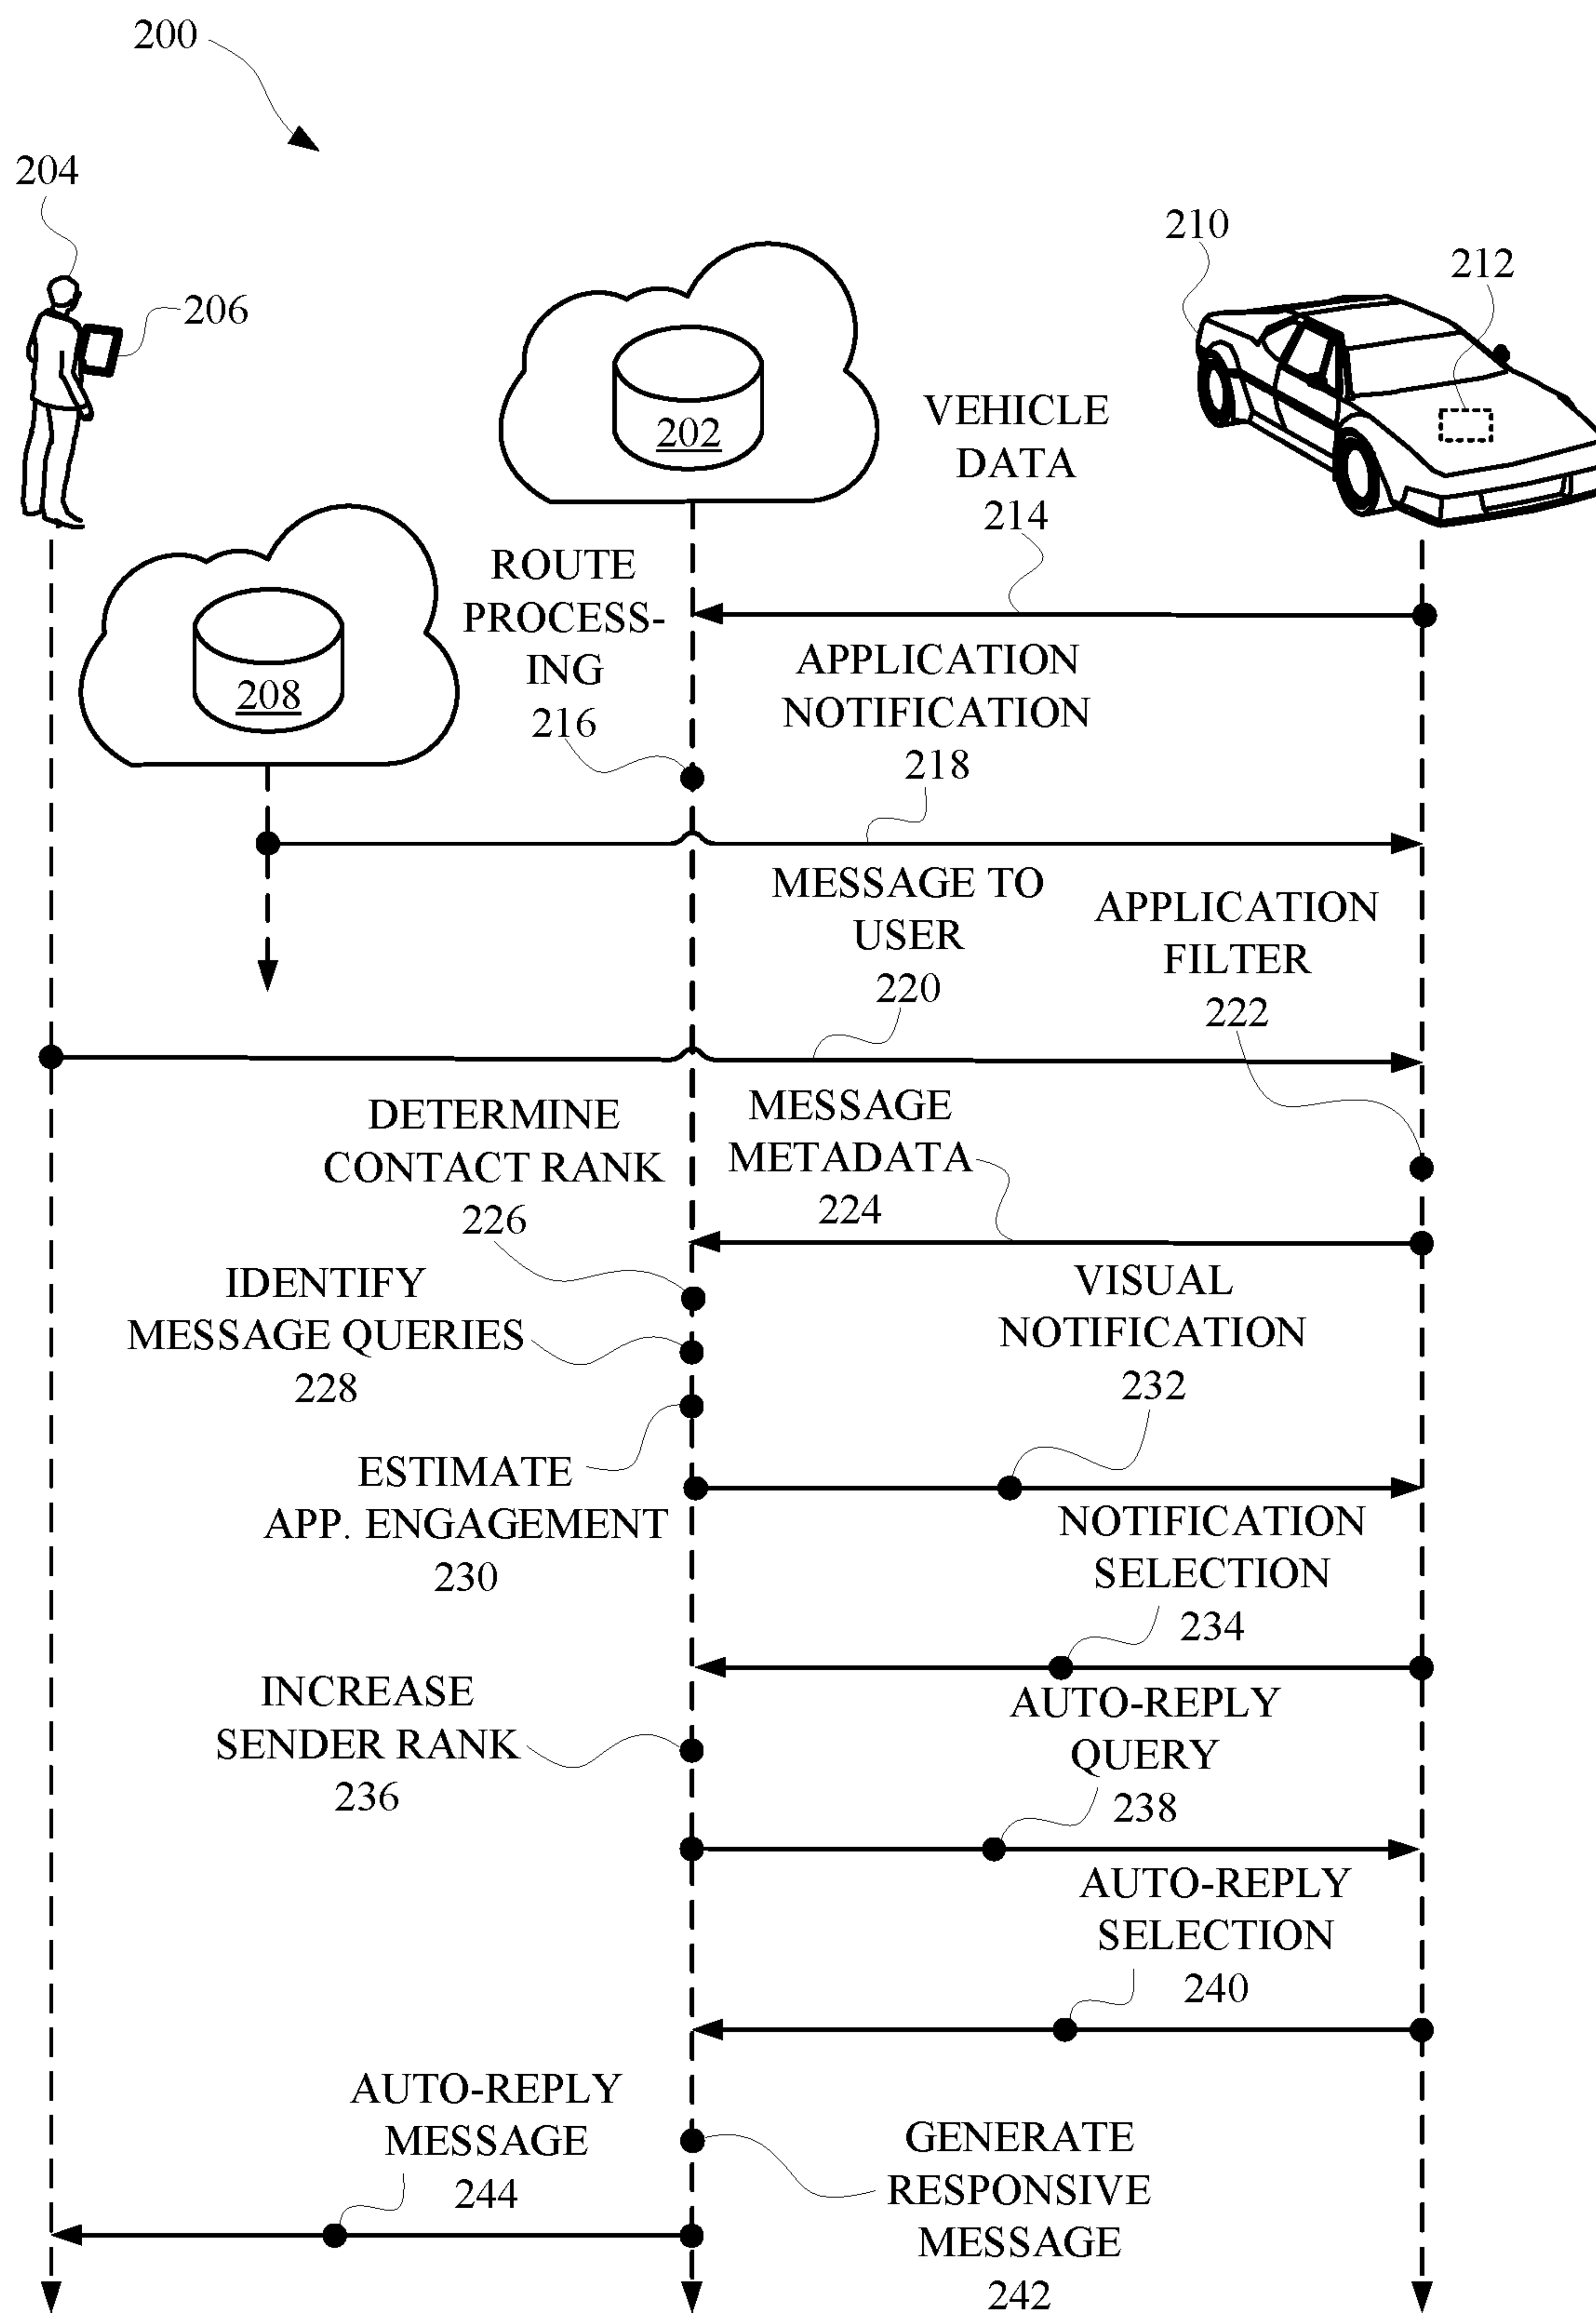 200
204
206
210
212
202
VEHICLE
DATA
214
ROUTE
PROCESS-
ING
216
208
APPLICATION
NOTIFICATION
218
MESSAGE TO
USER
220
APPLICATION
FILTER
222
DETERMINE
CONTACT RANK
226
MESSAGE
METADATA
224
IDENTIFY
MESSAGE QUERIES
228
VISUAL
NOTIFICATION
232
ESTIMATE
APP. ENGAGEMENT
230
NOTIFICATION
SELECTION
234
INCREASE
SENDER RANK
236
AUTO-REPLY
QUERY
238
AUTO-REPLY
SELECTION
240
AUTO-REPLY
MESSAGE
244
GENERATE
RESPONSIVE
MESSAGE
242